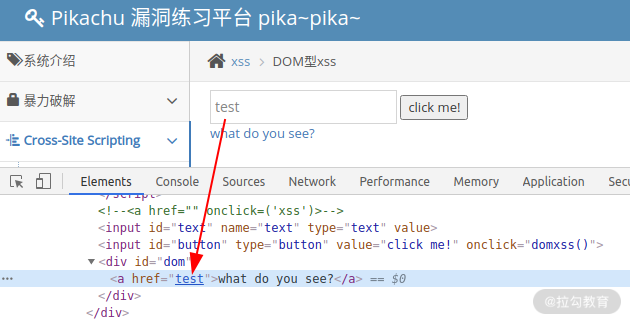 Pikachu 漏洞练习平台 pika~pika~
系统介绍
xss > DOM型xss
暴力破解
test click me!
what do you see?
Cross-Site Scripting
Elements Console Sources Network Performance Memory Application Security
</script>
<!--<a href="" onclick=('xss')>-->
<input id="text" name="text" type="text" value>
<input id="button" type="button" value="click me!" onclick="domxss()">
<div id="dom"
<a href="test">what do you see?</a> == $0
</div>
</div>
@拉勾教育